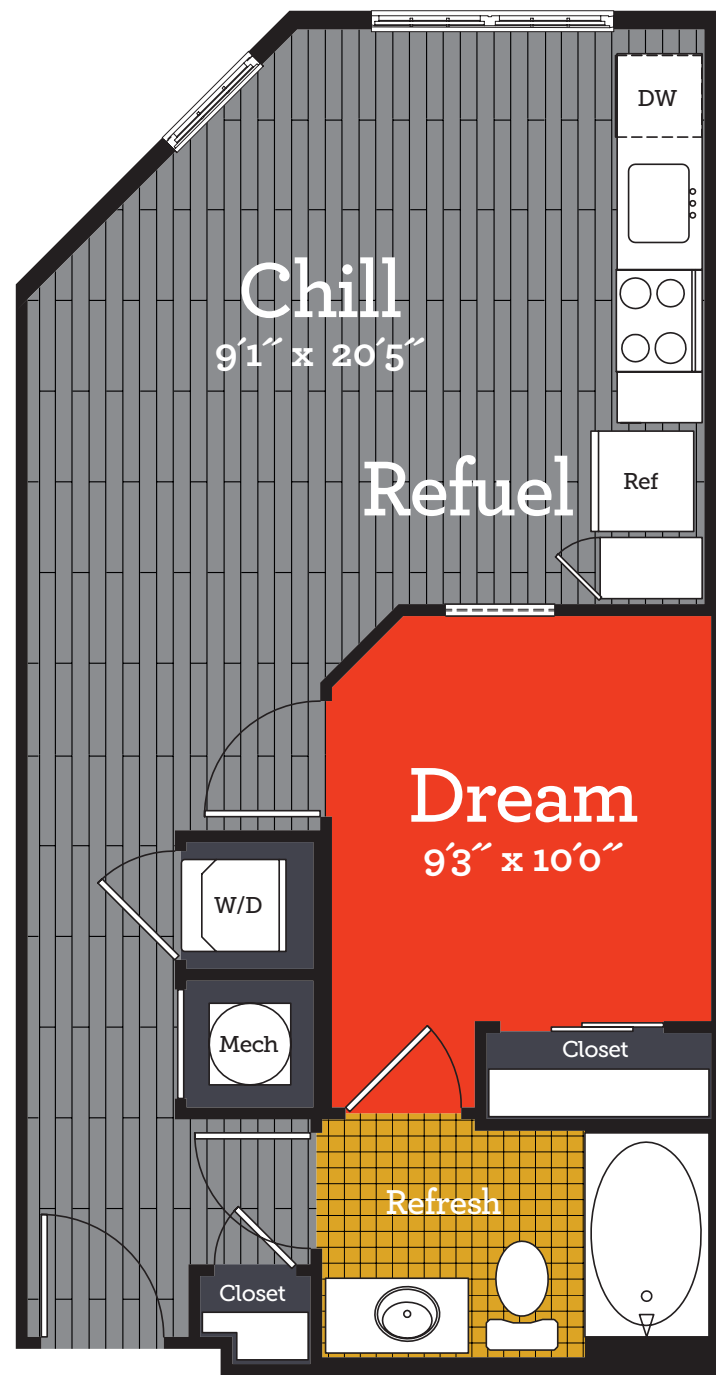 DW
Chill
9′1″ x 20′5″
Refuel
Ref
Dream
9′3″ x 10′0″
W/D
Mech
Closet
Refresh
Closet